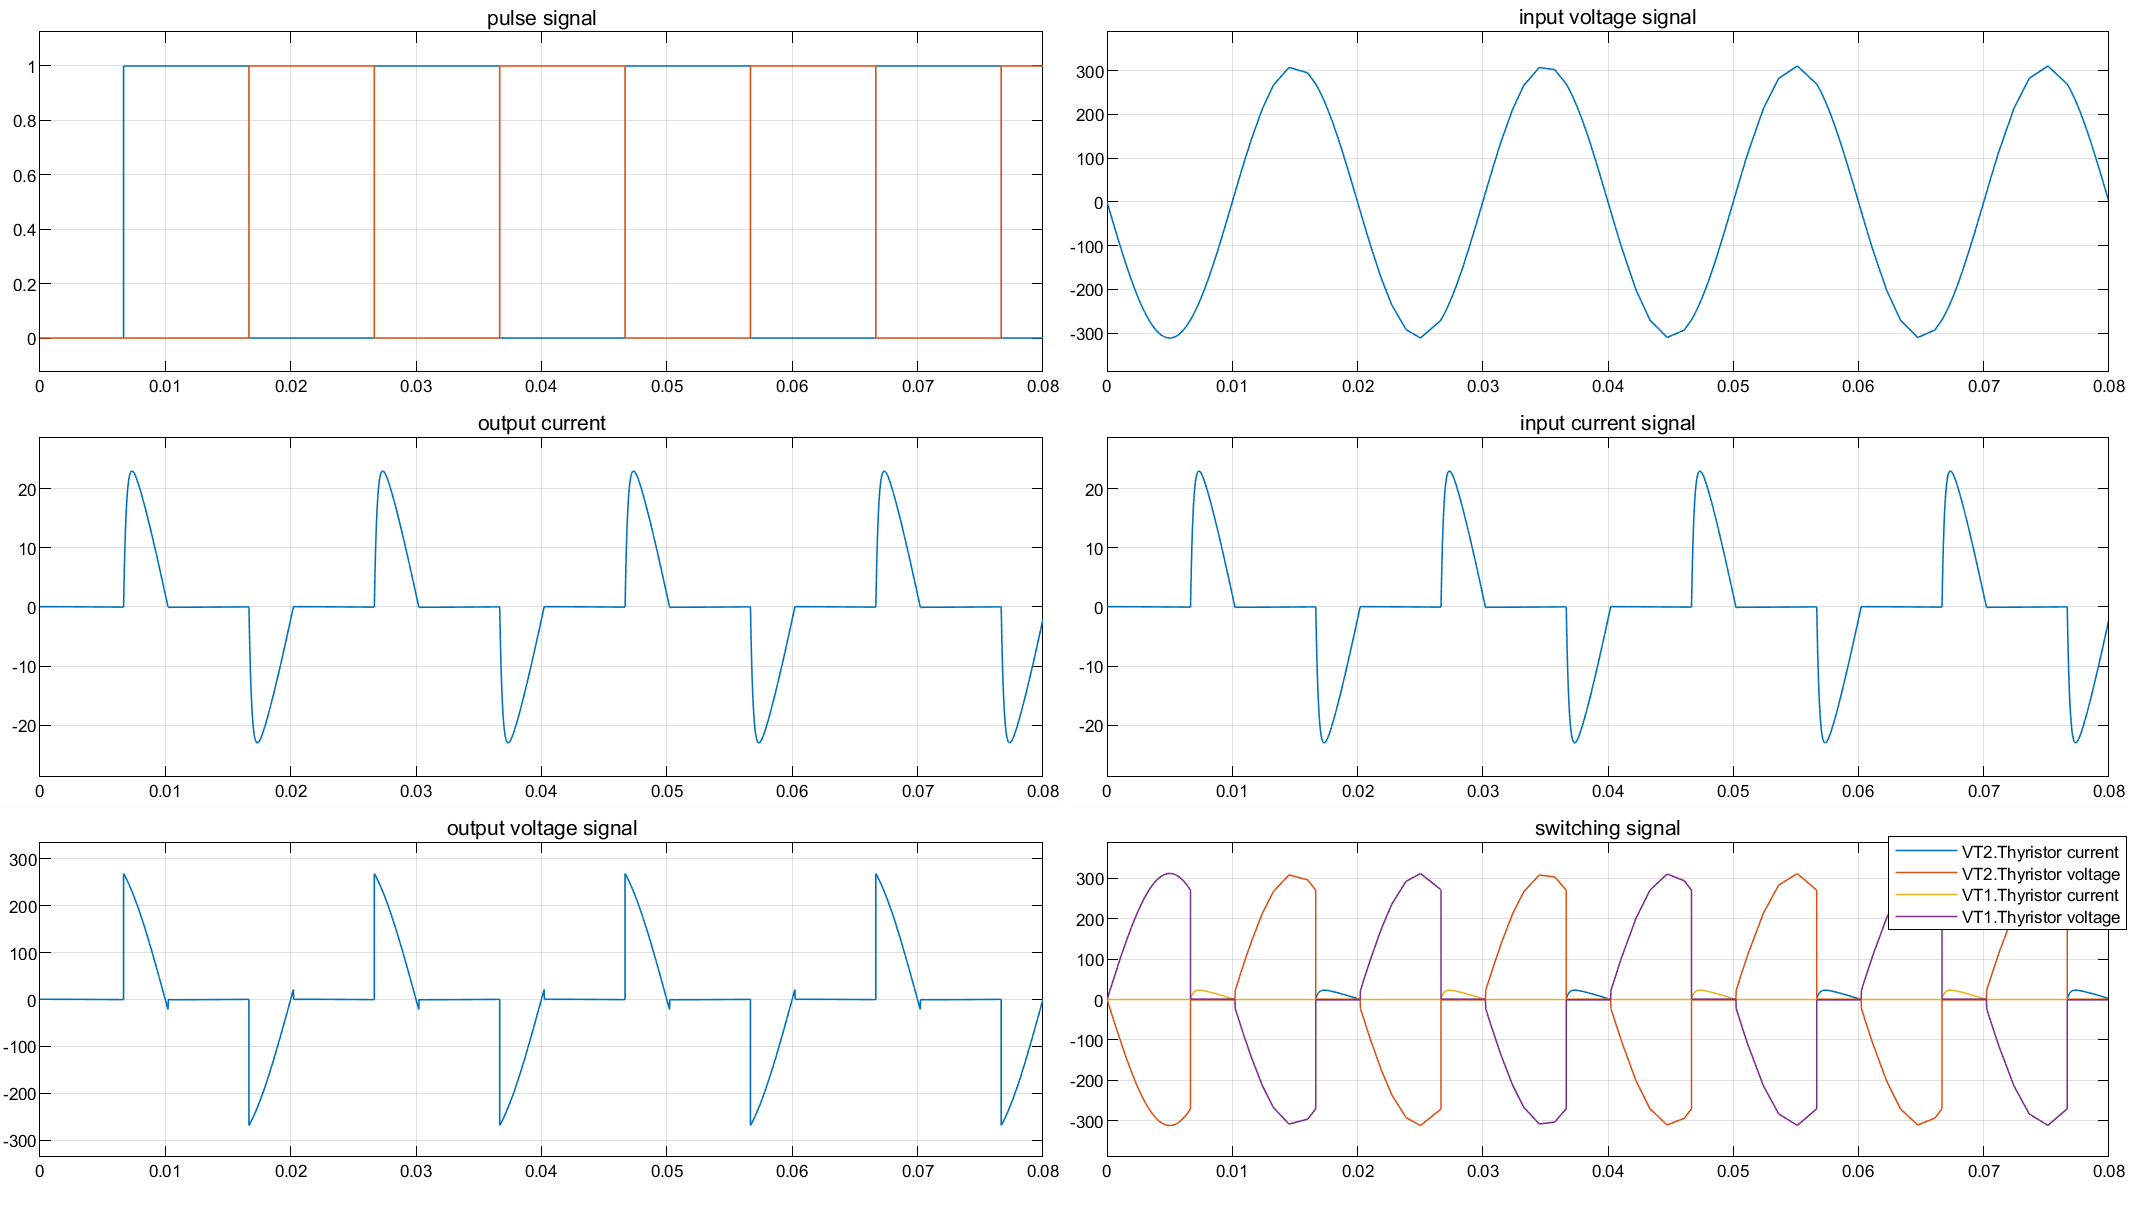 pulse signal
1
0.8
0.6
0.4
0.2
0
0 0.01 0.02 0.03 0.04 0.05 0.06 0.07 0.08
input voltage signal
300
200
100
0
-100
-200
-300
0 0.01 0.02 0.03 0.04 0.05 0.06 0.07 0.08
output current
20
10
0
-10
-20
0 0.01 0.02 0.03 0.04 0.05 0.06 0.07 0.08
input current signal
20
10
0
-10
-20
0 0.01 0.02 0.03 0.04 0.05 0.06 0.07 0.08
output voltage signal
300
200
100
0
-100
-200
-300
0 0.01 0.02 0.03 0.04 0.05 0.06 0.07 0.08
switching signal
VT2.Thyristor current
VT2.Thyristor voltage
VT1.Thyristor current
VT1.Thyristor voltage
300
200
100
0
-100
-200
-300
0 0.01 0.02 0.03 0.04 0.05 0.06 0.07 0.08